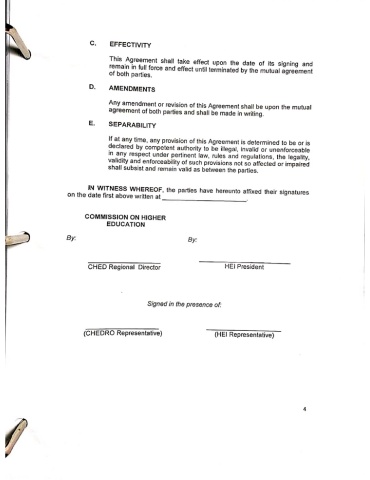 C. EFFECTIVITY
This Agreement shall take effect upon the date of its signing and
remain in full force and effect until terminated by the mutual agreement
of both parties.
D. AMENDMENTS
Any amendment or revision of this Agreement shall be upon the mutual
agreement of both parties and shall be made in writing.
E. SEPARABILITY
If at any time, any provision of this Agreement is determined to be or is
declared by competent authority to be illegal, invalid or unenforceable
in any respect under pertinent law, rules and regulations, the legality,
validity and enforceability of such provisions not so affected or impaired
shall subsist and remain valid as between the parties.
IN WITNESS WHEREOF, the parties have hereunto affixed their signatures
on the date first above written at ____________________.
COMMISSION ON HIGHER
EDUCATION
By: By:
CHED Regional Director HEI President
Signed in the presence of:
(CHEDRO Representative) (HEI Representative)
4